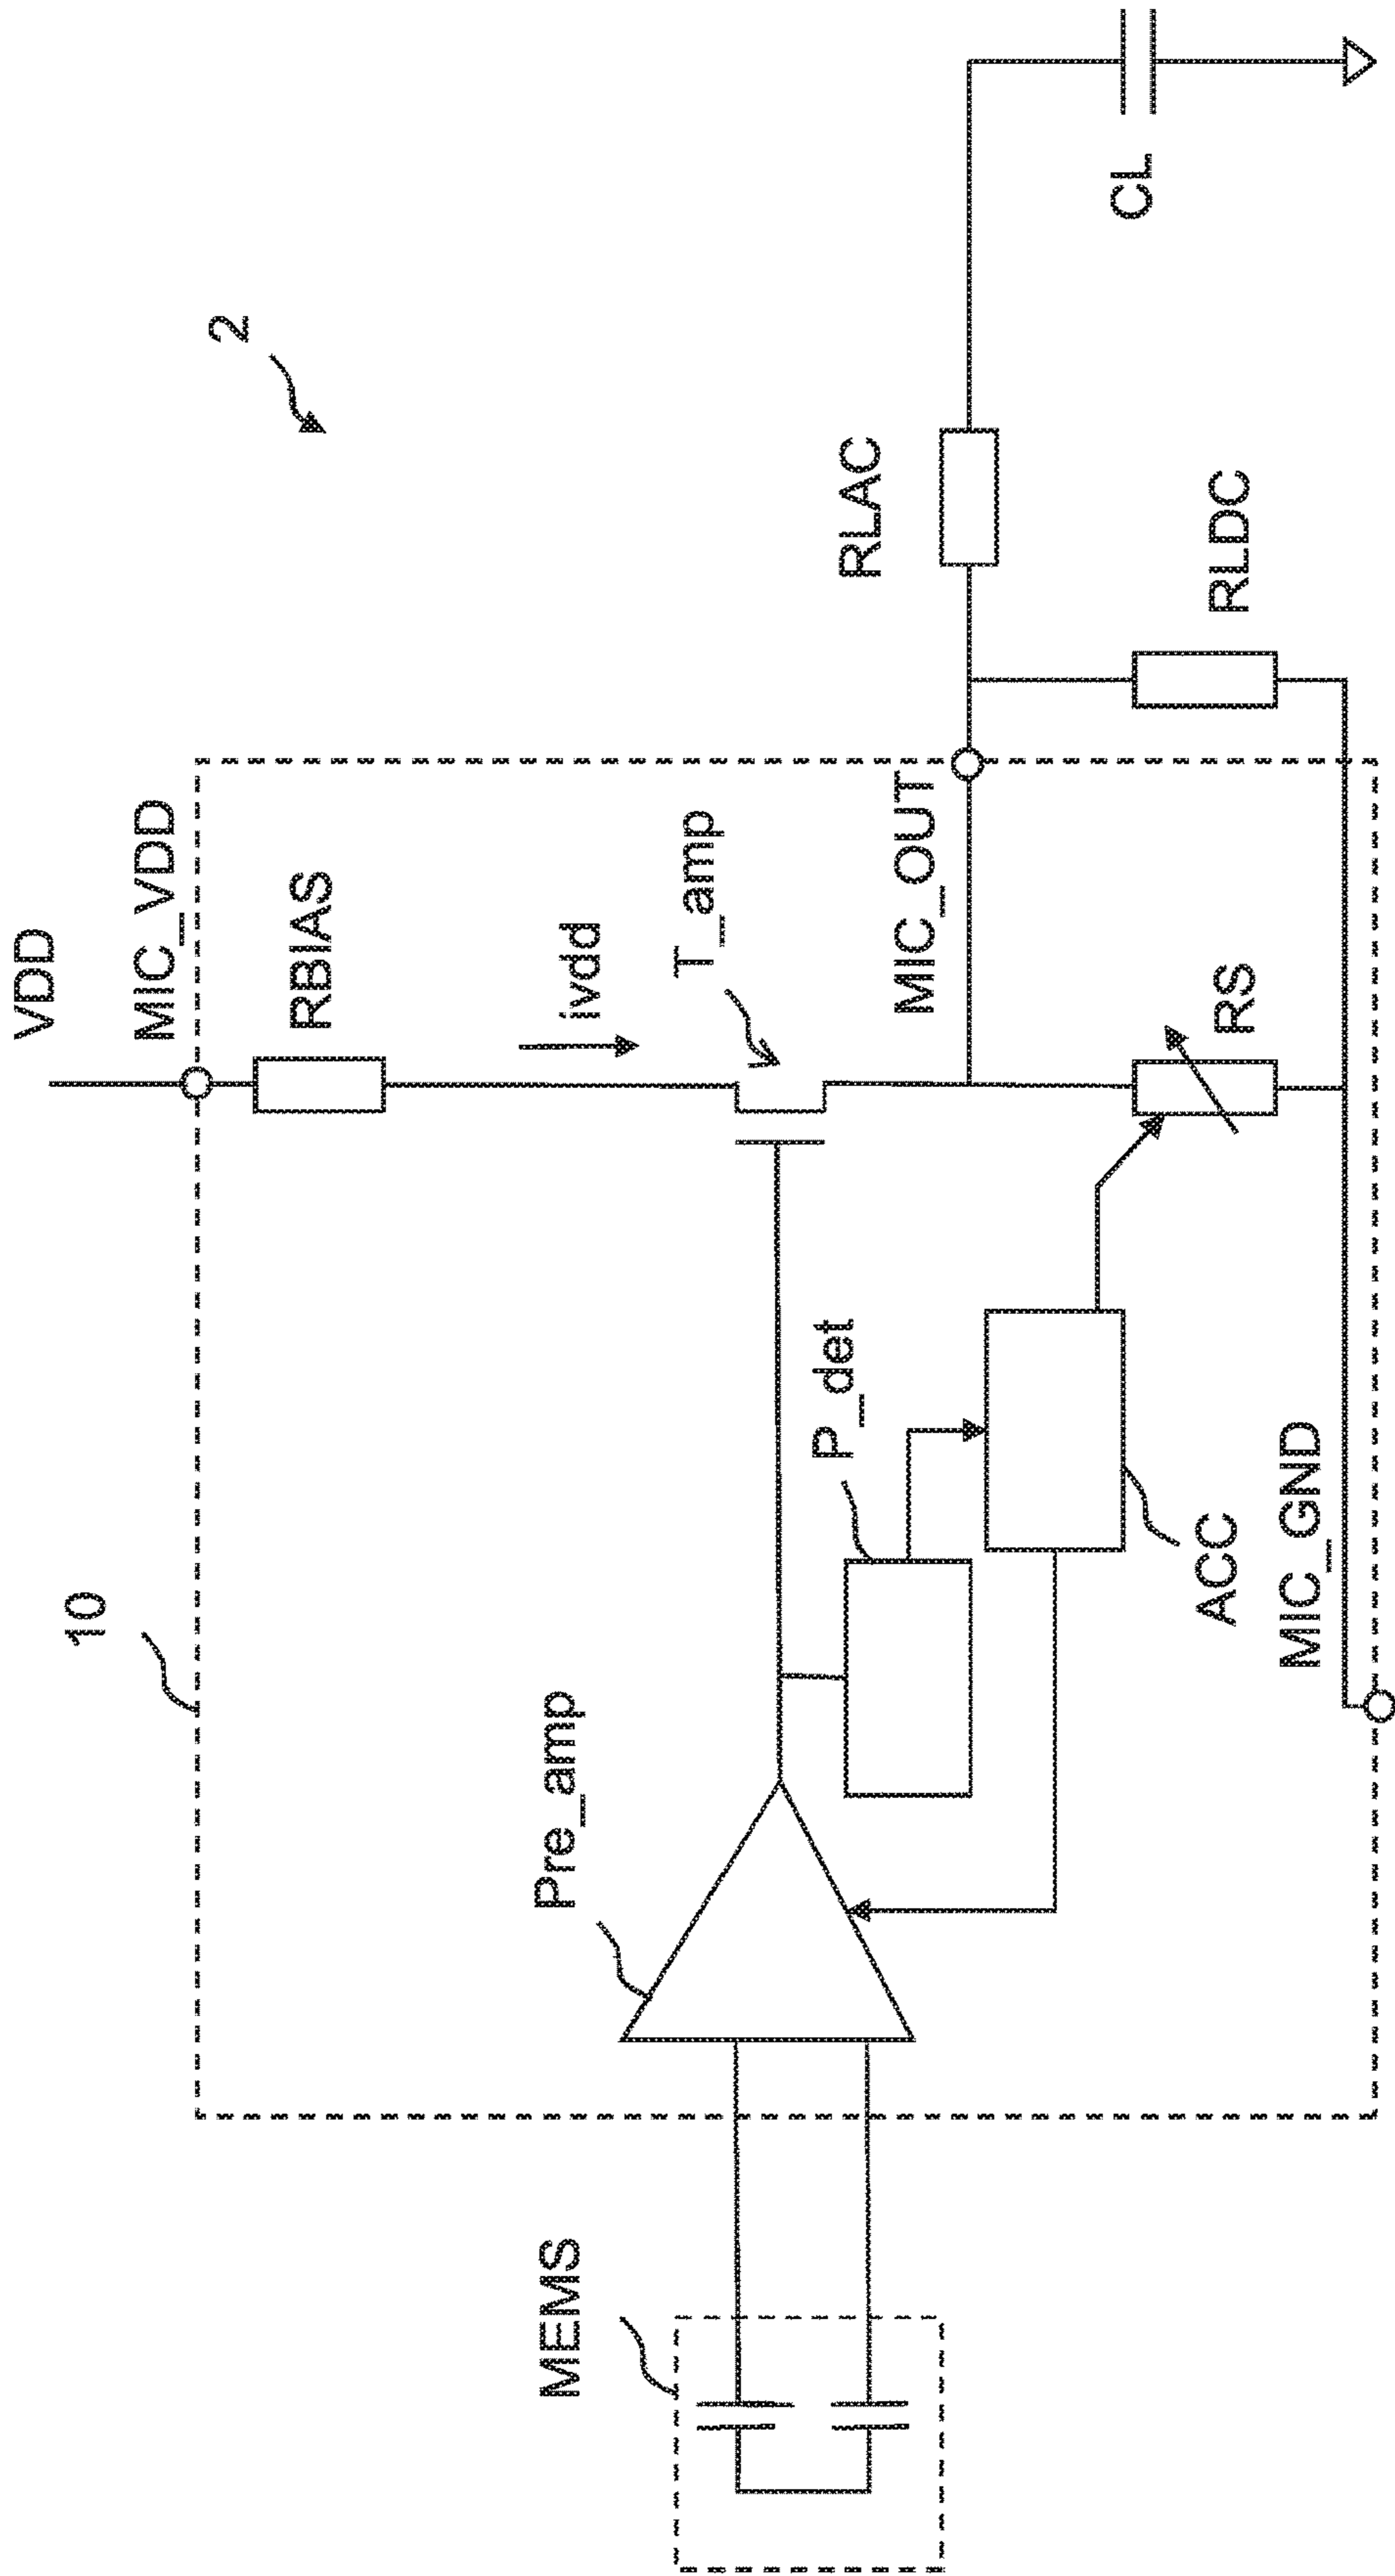 VDD
MIC_VDD
10
2
RBIAS
ivdd
T_amp
Pre_amp
MEMS
P_det
MIC_OUT
RLAC
RS
RLDC
CL
ACC
MIC_GND